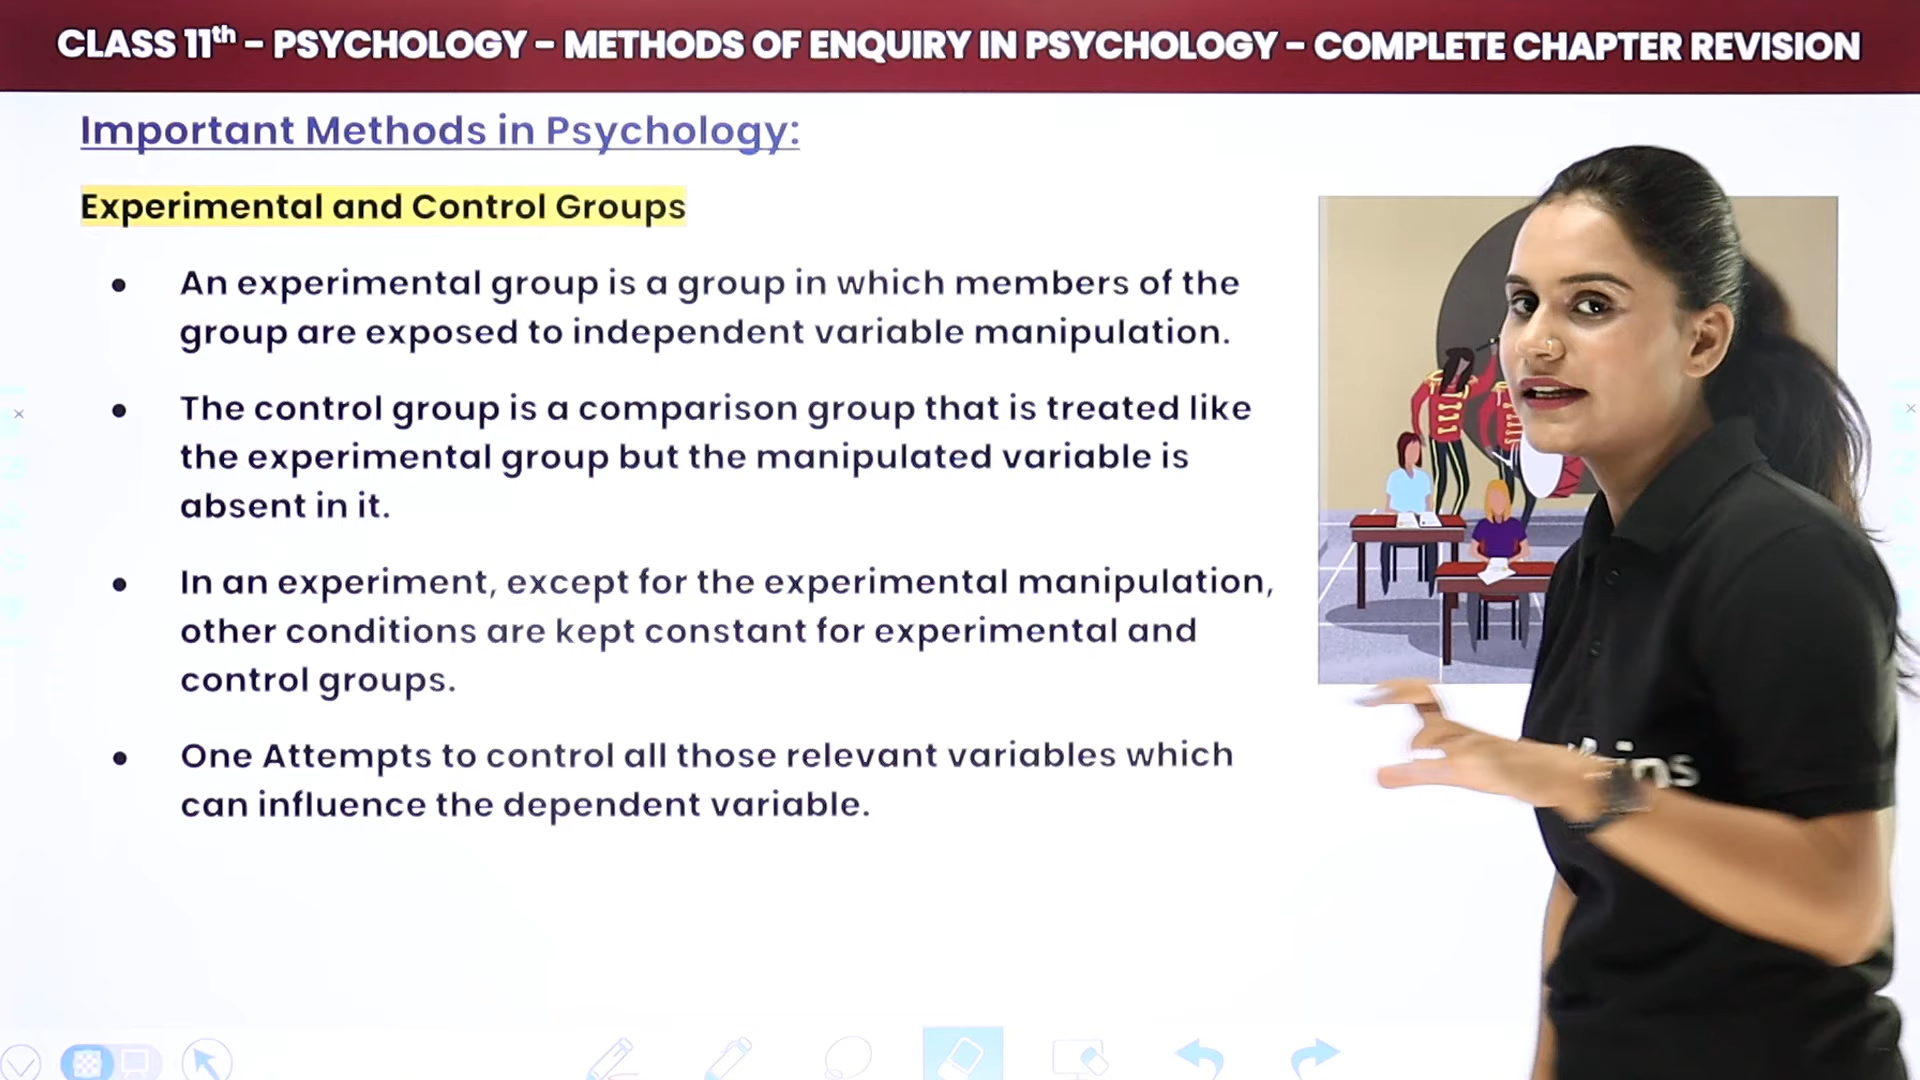 CLASS 11th – PSYCHOLOGY – METHODS OF ENQUIRY IN PSYCHOLOGY – COMPLETE CHAPTER REVISION
Important Methods in Psychology:
Experimental and Control Groups
• An experimental group is a group in which members of the
group are exposed to independent variable manipulation.
• The control group is a comparison group that is treated like
the experimental group but the manipulated variable is
absent in it.
• In an experiment, except for the experimental manipulation,
other conditions are kept constant for experimental and
control groups.
• One Attempts to control all those relevant variables which
can influence the dependent variable.